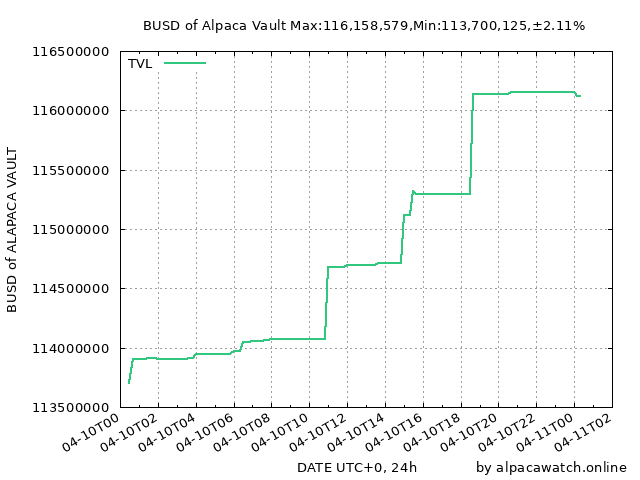 BUSD of Alpaca Vault Max:116,158,579,Min:113,700,125,±2.11%
TVL
116500000
116000000
115500000
115000000
114500000
114000000
113500000
BUSD of ALAPACA VAULT
04-10T00
04-10T02
04-10T04
04-10T06
04-10T08
04-10T10
04-10T12
04-10T14
04-10T16
04-10T18
04-10T20
04-10T22
04-11T00
04-11T02
DATE UTC+0, 24h
by alpacawatch.online